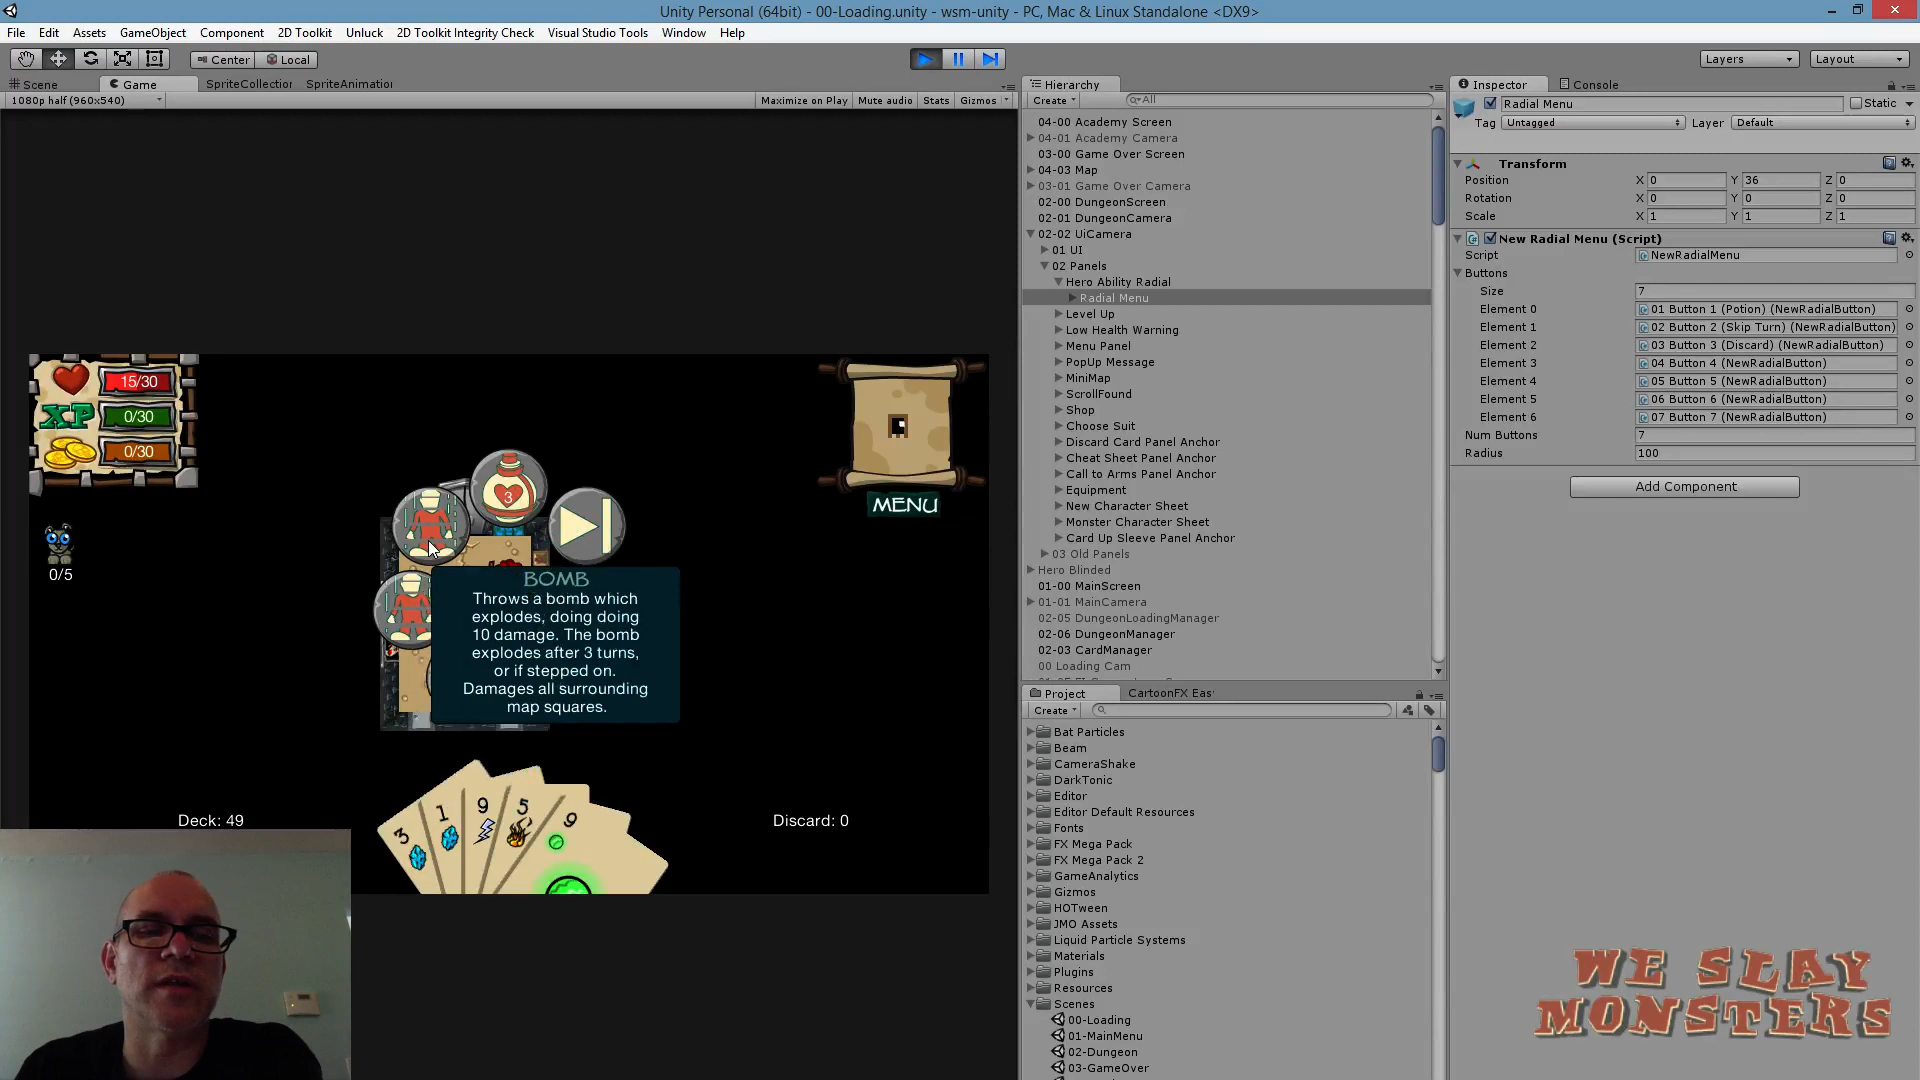 Unity Personal (64bit) - 00-Loading.unity - wsm-unity - PC, Mac & Linux Standalone <DX9>
File Edit Assets GameObject Component 2D Toolkit Unluck 2D Toolkit Integrity Check Visual Studio Tools Window Help
Center Local Layers Layout
Scene Game SpriteCollection SpriteAnimation
1080p half (960x540) Maximize on Play Mute audio Stats Gizmos
15/30
XP 0/30
0/30
0/5
MENU
3
BOMB
Throws a bomb which
explodes, doing doing
10 damage. The bomb
explodes after 3 turns,
or if stepped on.
Damages all surrounding
map squares.
Deck: 49
Discard: 0
3 1 9 5 9
Hierarchy
Create All
04-00 Academy Screen
04-01 Academy Camera
03-00 Game Over Screen
04-03 Map
03-01 Game Over Camera
02-00 DungeonScreen
02-01 DungeonCamera
02-02 UiCamera
01 UI
02 Panels
Hero Ability Radial
Radial Menu
Level Up
Low Health Warning
Menu Panel
PopUp Message
MiniMap
ScrollFound
Shop
Choose Suit
Discard Card Panel Anchor
Cheat Sheet Panel Anchor
Call to Arms Panel Anchor
Equipment
New Character Sheet
Monster Character Sheet
Card Up Sleeve Panel Anchor
03 Old Panels
Hero Blinded
01-00 MainScreen
01-01 MainCamera
02-05 DungeonLoadingManager
02-06 DungeonManager
02-03 CardManager
00 Loading Cam
Project CartoonFX Eas
Create
Bat Particles
Beam
CameraShake
DarkTonic
Editor
Editor Default Resources
Fonts
FX Mega Pack
FX Mega Pack 2
GameAnalytics
Gizmos
HOTween
JMO Assets
Liquid Particle Systems
Materials
Plugins
Resources
Scenes
00-Loading
01-MainMenu
02-Dungeon
03-GameOver
Inspector Console
Radial Menu Static
Tag Untagged Layer Default
Transform
Position X 0 Y 36 Z 0
Rotation X 0 Y 0 Z 0
Scale X 1 Y 1 Z 1
New Radial Menu (Script)
Script NewRadialMenu
Buttons
Size 7
Element 0 01 Button 1 (Potion) (NewRadialButton)
Element 1 02 Button 2 (Skip Turn) (NewRadialButton)
Element 2 03 Button 3 (Discard) (NewRadialButton)
Element 3 04 Button 4 (NewRadialButton)
Element 4 05 Button 5 (NewRadialButton)
Element 5 06 Button 6 (NewRadialButton)
Element 6 07 Button 7 (NewRadialButton)
Num Buttons 7
Radius 100
Add Component
WE SLAY
MONSTERS